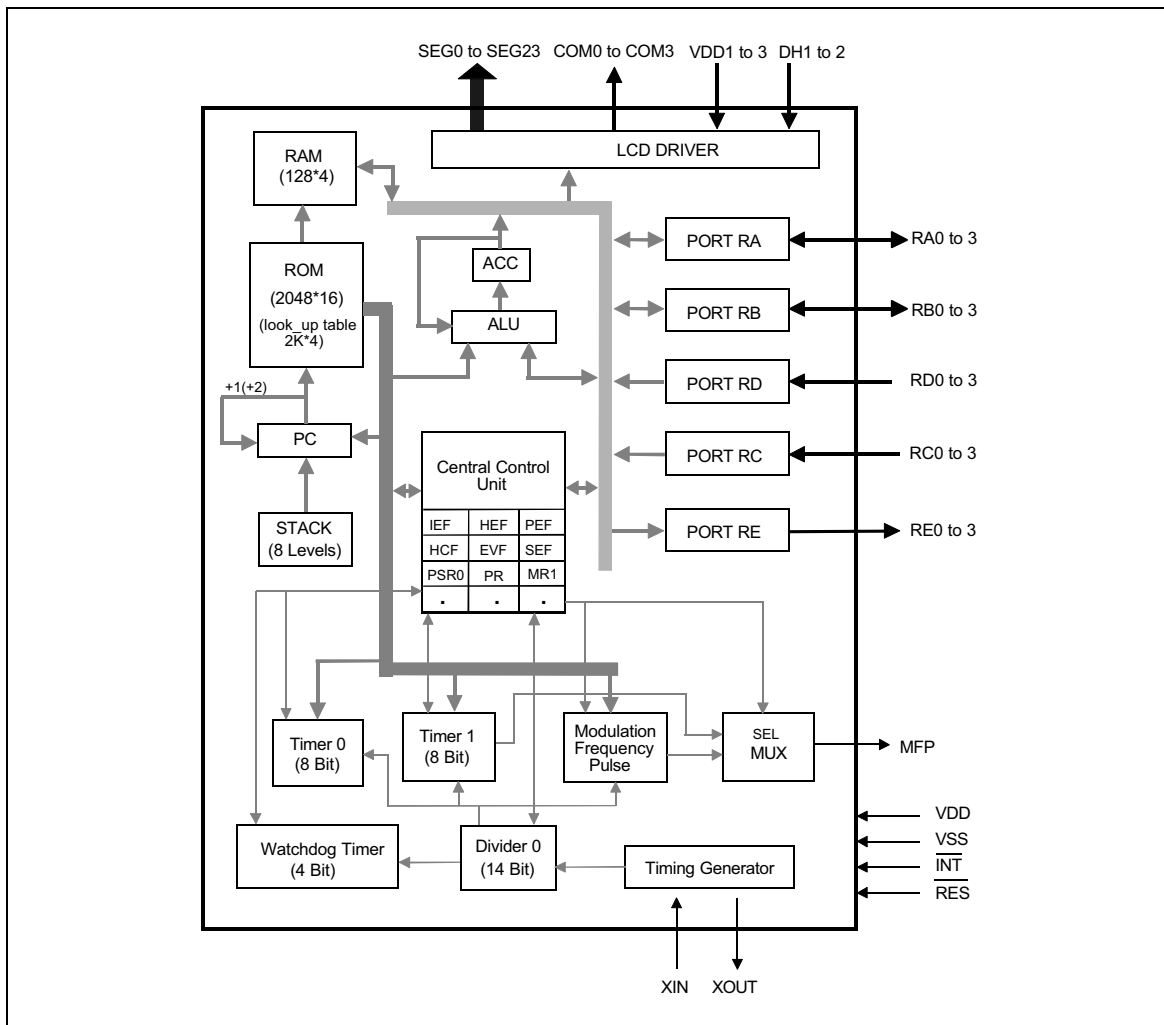 SEG0 to SEG23
COM0 to COM3
VDD1 to 3
DH1 to 2
LCD DRIVER
RAM
(128*4)
ROM
(2048*16)
(look_up table
2K*4)
ACC
ALU
PORT RA
RA0 to 3
PORT RB
RB0 to 3
PORT RD
RD0 to 3
PORT RC
RC0 to 3
PORT RE
RE0 to 3
+1(+2)
PC
STACK
(8 Levels)
Central Control
Unit
IEF HEF PEF
HCF EVF SEF
PSR0 PR MR1
. . .
Timer 0
(8 Bit)
Timer 1
(8 Bit)
Modulation
Frequency
Pulse
SEL
MUX
MFP
VDD
VSS
INT
RES
Watchdog Timer
(4 Bit)
Divider 0
(14 Bit)
Timing Generator
XIN
XOUT